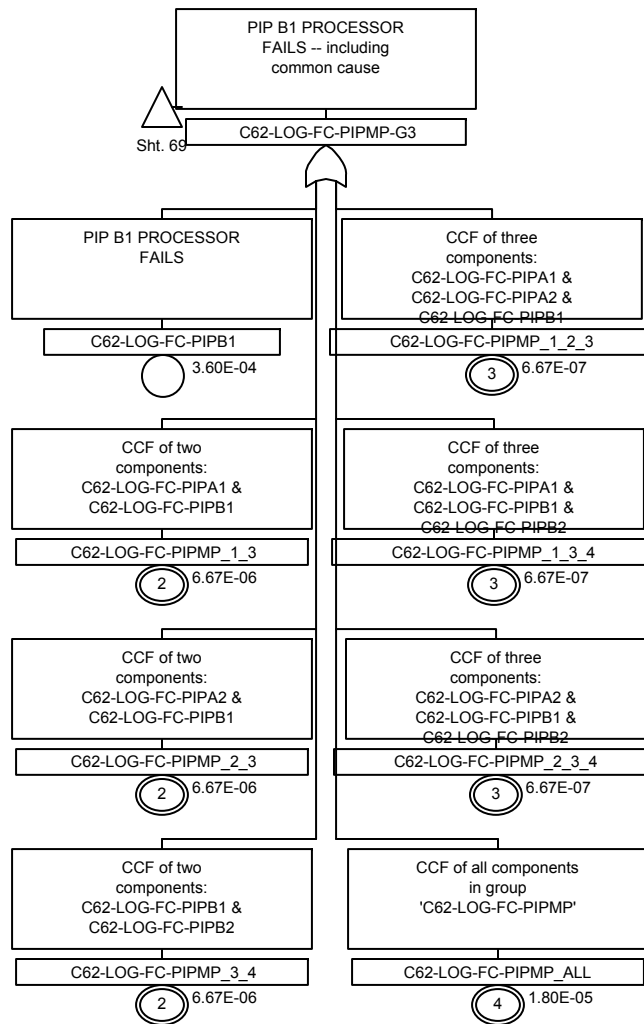 PIP B1 PROCESSOR
FAILS -- including
common cause
Sht. 69
C62-LOG-FC-PIPMP-G3
PIP B1 PROCESSOR
FAILS
C62-LOG-FC-PIPB1
3.60E-04
CCF of three
components:
C62-LOG-FC-PIPA1 &
C62-LOG-FC-PIPA2 &
C62-LOG-FC-PIPB1
C62-LOG-FC-PIPMP_1_2_3
3
6.67E-07
CCF of two
components:
C62-LOG-FC-PIPA1 &
C62-LOG-FC-PIPB1
C62-LOG-FC-PIPMP_1_3
2
6.67E-06
CCF of three
components:
C62-LOG-FC-PIPA1 &
C62-LOG-FC-PIPB1 &
C62-LOG-FC-PIPB2
C62-LOG-FC-PIPMP_1_3_4
3
6.67E-07
CCF of two
components:
C62-LOG-FC-PIPA2 &
C62-LOG-FC-PIPB1
C62-LOG-FC-PIPMP_2_3
2
6.67E-06
CCF of three
components:
C62-LOG-FC-PIPA2 &
C62-LOG-FC-PIPB1 &
C62-LOG-FC-PIPB2
C62-LOG-FC-PIPMP_2_3_4
3
6.67E-07
CCF of two
components:
C62-LOG-FC-PIPB1 &
C62-LOG-FC-PIPB2
C62-LOG-FC-PIPMP_3_4
2
6.67E-06
CCF of all components
in group
'C62-LOG-FC-PIPMP'
C62-LOG-FC-PIPMP_ALL
4
1.80E-05